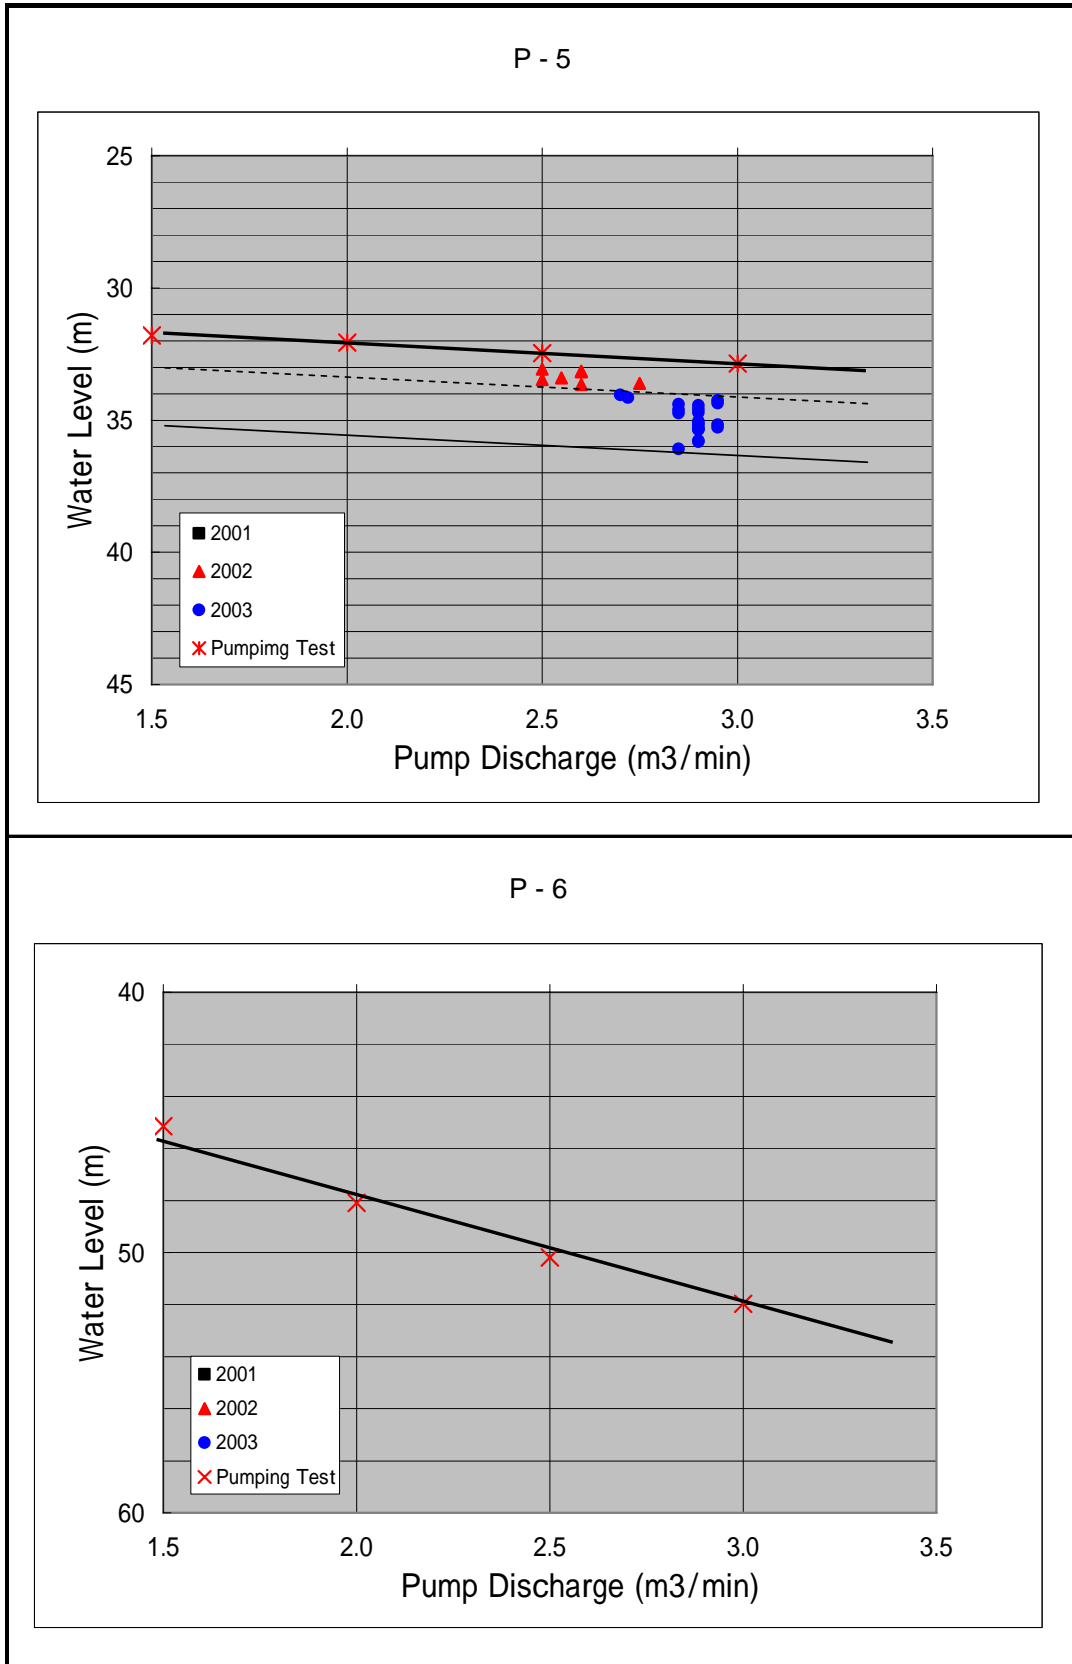 P - 5
25
30
35
40
45
Water Level (m)
2001
2002
2003
Pumpimg Test
1.5 2.0 2.5 3.0 3.5
Pump Discharge (m3/min)
P - 6
40
50
60
Water Level (m)
2001
2002
2003
Pumping Test
1.5 2.0 2.5 3.0 3.5
Pump Discharge (m3/min)